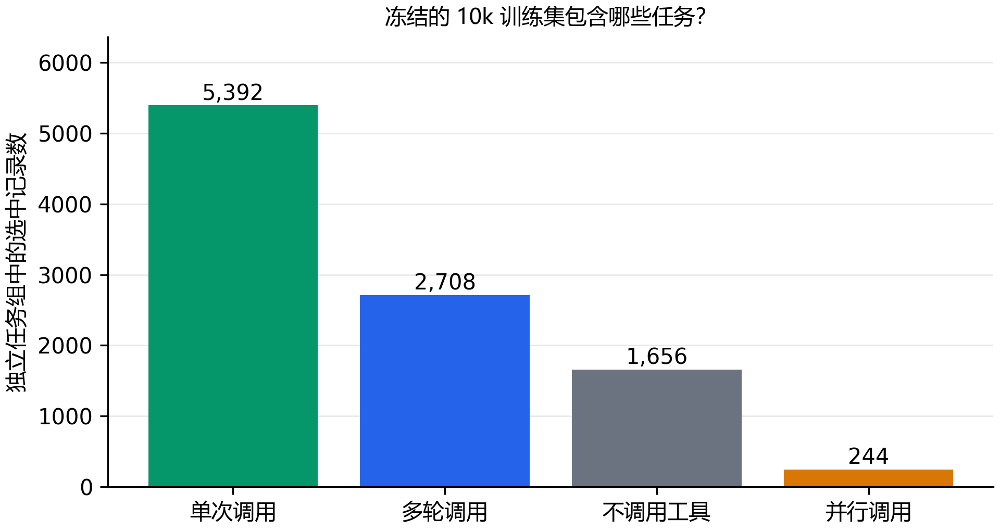 冻结的 10k 训练集包含哪些任务?
独立任务组中的选中记录数
6000
5000
4000
3000
2000
1000
0
5,392
2,708
1,656
244
单次调用
多轮调用
不调用工具
并行调用